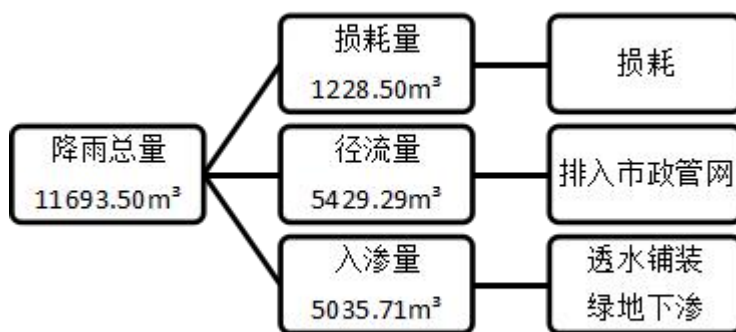 降雨总量
11693.50m³
损耗量
1228.50m³
损耗
径流量
5429.29m³
排入市政管网
入渗量
5035.71m³
透水铺装
绿地下渗